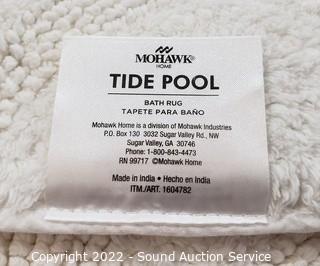 MOHAWK
HOME
TIDE POOL
BATH RUG
TAPETE PARA BAÑO
Mohawk Home is a division of Mohawk Industries
P.O. Box 130 3032 Sugar Valley Rd., NW
Sugar Valley, GA 30746
Phone: 1-800-843-4473
RN 99717 ©Mohawk Home
Made in India • Hecho en India
ITM./ART. 1604782
Copyright 2022 - Sound Auction Service